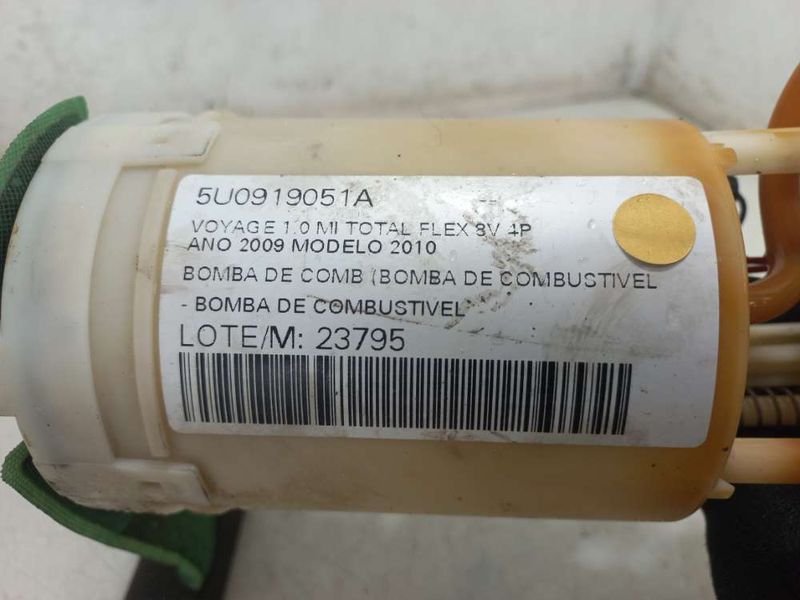 5U0919051A --
VOYAGE 1.0 MI TOTAL FLEX 8V 4P
ANO 2009 MODELO 2010
BOMBA DE COMB (BOMBA DE COMBUSTIVEL
- BOMBA DE COMBUSTIVEL
LOTE/M: 23795